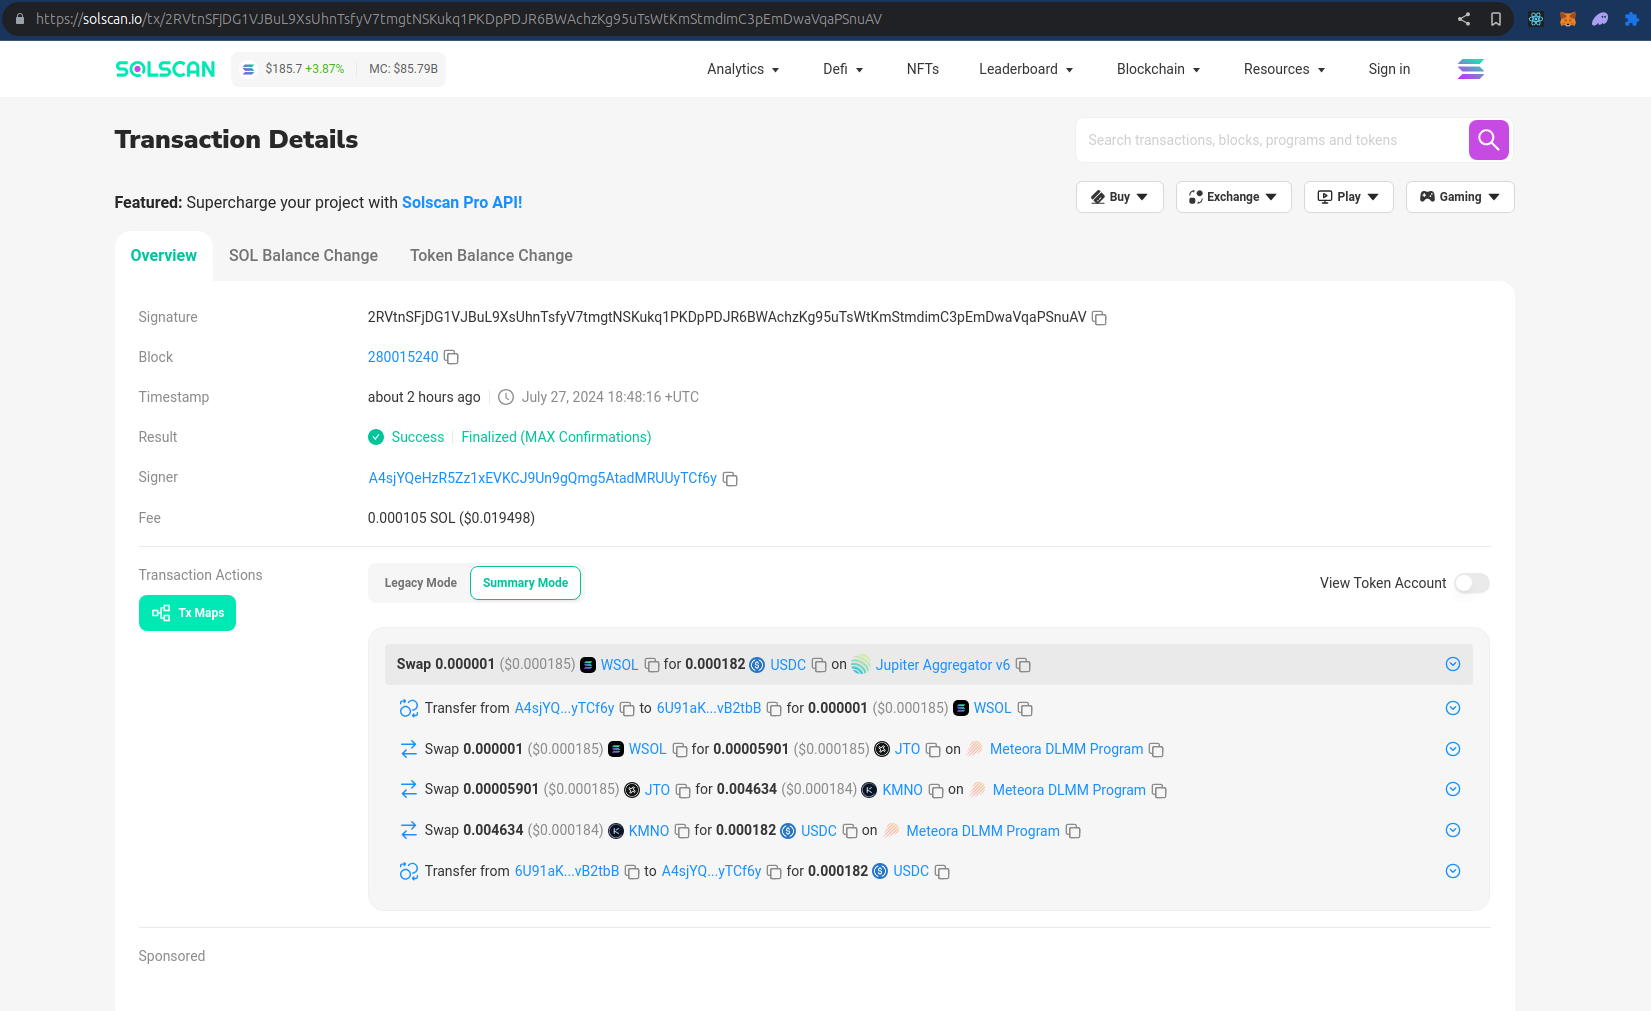 https://solscan.io/tx/2RVtnSFjDG1VJBuL9XsUhnTsfyV7tmgtNSKukq1PKDpPDJR6BWAchzKg95uTsWtKmStmdimC3pEmDwaVqaPSnuAV
SOLSCAN $185.7 +3.87% MC: $85.79B Analytics Defi NFTs Leaderboard Blockchain Resources Sign in
Transaction Details
Search transactions, blocks, programs and tokens
Featured: Supercharge your project with Solscan Pro API!
Buy Exchange Play Gaming
Overview SOL Balance Change Token Balance Change
Signature 2RVtnSFjDG1VJBuL9XsUhnTsfyV7tmgtNSKukq1PKDpPDJR6BWAchzKg95uTsWtKmStmdimC3pEmDwaVqaPSnuAV
Block 280015240
Timestamp about 2 hours ago July 27, 2024 18:48:16 +UTC
Result Success Finalized (MAX Confirmations)
Signer A4sjYQeHzR5Zz1xEVKCJ9Un9gQmg5AtadMRUUyTCf6y
Fee 0.000105 SOL ($0.019498)
Transaction Actions Legacy Mode Summary Mode View Token Account
Tx Maps
Swap 0.000001 ($0.000185) WSOL for 0.000182 USDC on Jupiter Aggregator v6
Transfer from A4sjYQ...yTCf6y to 6U91aK...vB2tbB for 0.000001 ($0.000185) WSOL
Swap 0.000001 ($0.000185) WSOL for 0.00005901 ($0.000185) JTO on Meteora DLMM Program
Swap 0.00005901 ($0.000185) JTO for 0.004634 ($0.000184) KMNO on Meteora DLMM Program
Swap 0.004634 ($0.000184) KMNO for 0.000182 USDC on Meteora DLMM Program
Transfer from 6U91aK...vB2tbB to A4sjYQ...yTCf6y for 0.000182 USDC
Sponsored